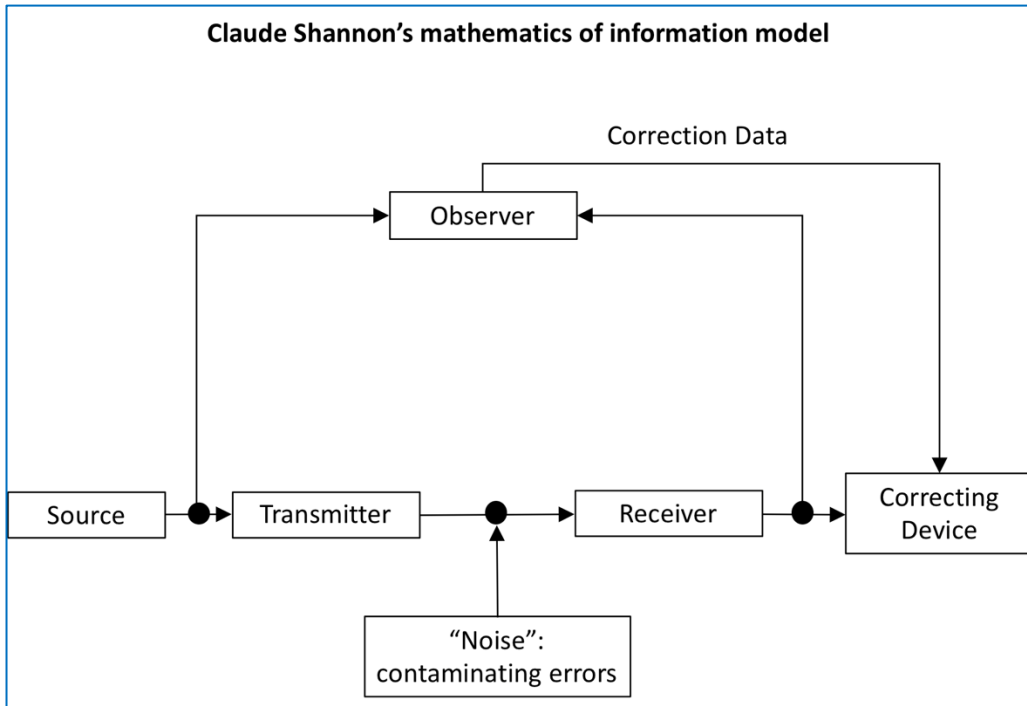 Claude Shannon’s mathematics of information model
Correction Data
Observer
Source
Transmitter
Receiver
Correcting
Device
“Noise”:
contaminating errors